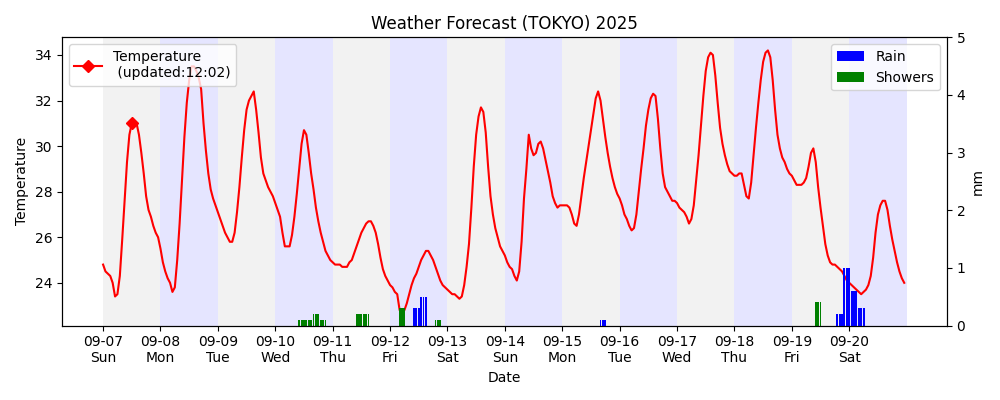 Weather Forecast (TOKYO) 2025
Temperature
(updated:12:02)
Rain
Showers
Temperature
34
32
30
28
26
24
5
4
3
2
1
0
mm
09-07 09-08 09-09 09-10 09-11 09-12 09-13 09-14 09-15 09-16 09-17 09-18 09-19 09-20
Sun Mon Tue Wed Thu Fri Sat Sun Mon Tue Wed Thu Fri Sat
Date